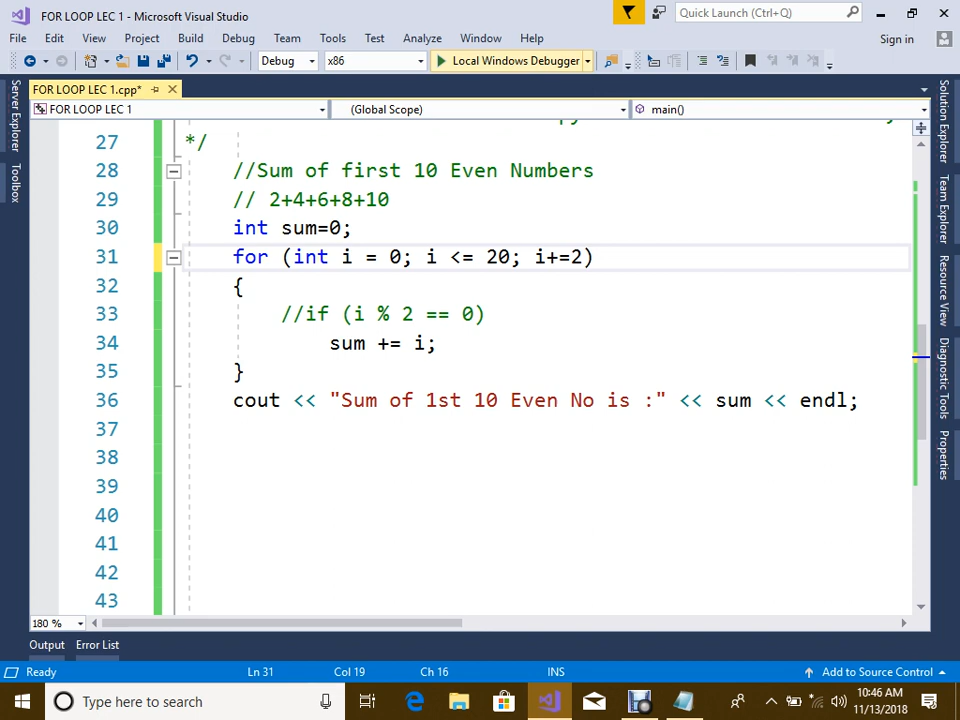 FOR LOOP LEC 1 - Microsoft Visual Studio
Quick Launch (Ctrl+Q)
File Edit View Project Build Debug Team Tools Test Analyze Window Help
Sign in
Debug x86 Local Windows Debugger
FOR LOOP LEC 1.cpp*
FOR LOOP LEC 1 (Global Scope) main()
27 */
28 //Sum of first 10 Even Numbers
29 // 2+4+6+8+10
30 int sum=0;
31 for (int i = 0; i <= 20; i+=2)
32 {
33 //if (i % 2 == 0)
34 sum += i;
35 }
36 cout << "Sum of 1st 10 Even No is :" << sum << endl;
37
38
39
40
41
42
43
Server Explorer
Toolbox
Solution Explorer
Team Explorer
Resource View
Diagnostic Tools
Properties
180 %
Output Error List
Ready Ln 31 Col 19 Ch 16 INS Add to Source Control
Type here to search
10:46 AM
11/13/2018